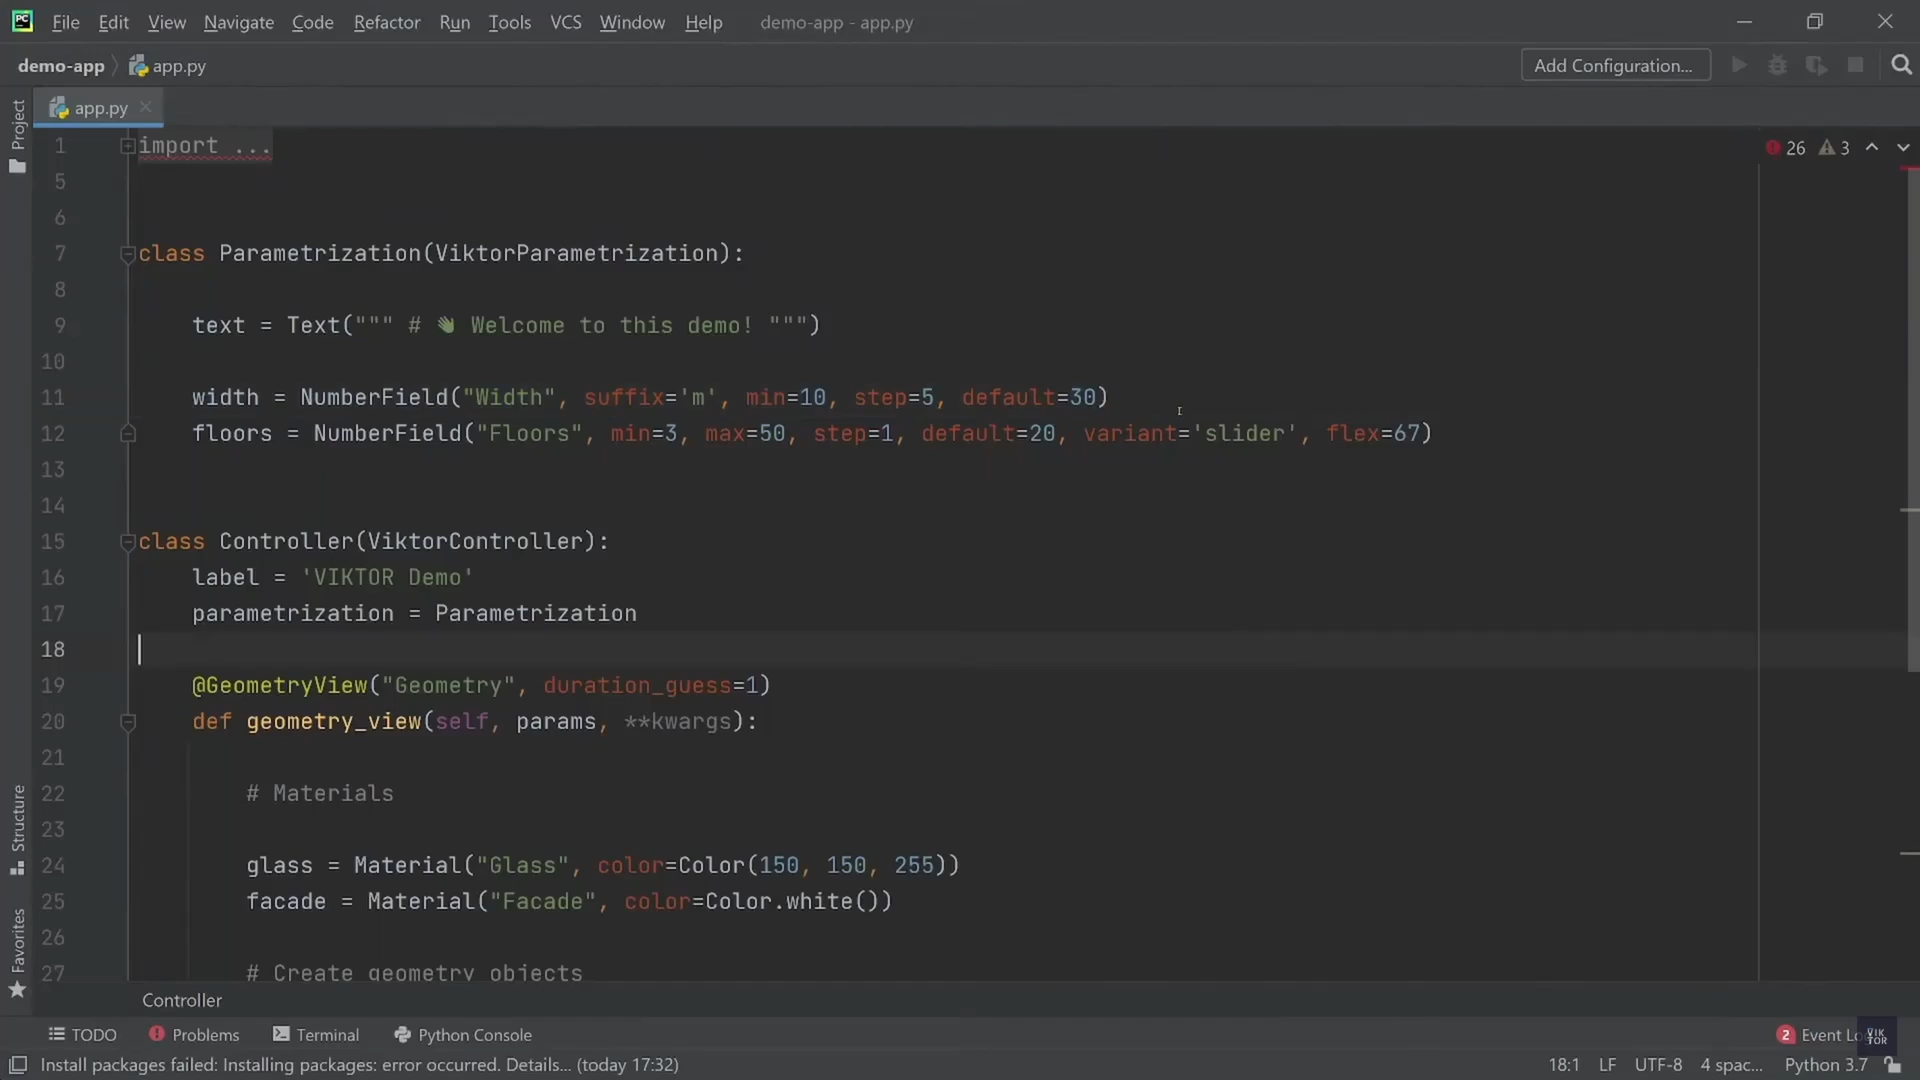 PC File Edit View Navigate Code Refactor Run Tools VCS Window Help demo-app - app.py
demo-app app.py Add Configuration...
app.py
Project
1 import ... 26 3
5
6
7 class Parametrization(ViktorParametrization):
8
9 text = Text(""" # 👋 Welcome to this demo! """)
10
11 width = NumberField("Width", suffix='m', min=10, step=5, default=30)
12 floors = NumberField("Floors", min=3, max=50, step=1, default=20, variant='slider', flex=67)
13
14
15 class Controller(ViktorController):
16 label = 'VIKTOR Demo'
17 parametrization = Parametrization
18
19 @GeometryView("Geometry", duration_guess=1)
20 def geometry_view(self, params, **kwargs):
21
22 # Materials
23
24 glass = Material("Glass", color=Color(150, 150, 255))
25 facade = Material("Facade", color=Color.white())
26
27 # Create geometry objects
Structure
Favorites
Controller
TODO Problems Terminal Python Console 2 Event Lo
VIK
TOR
Install packages failed: Installing packages: error occurred. Details... (today 17:32) 18:1 LF UTF-8 4 spac... Python 3.7